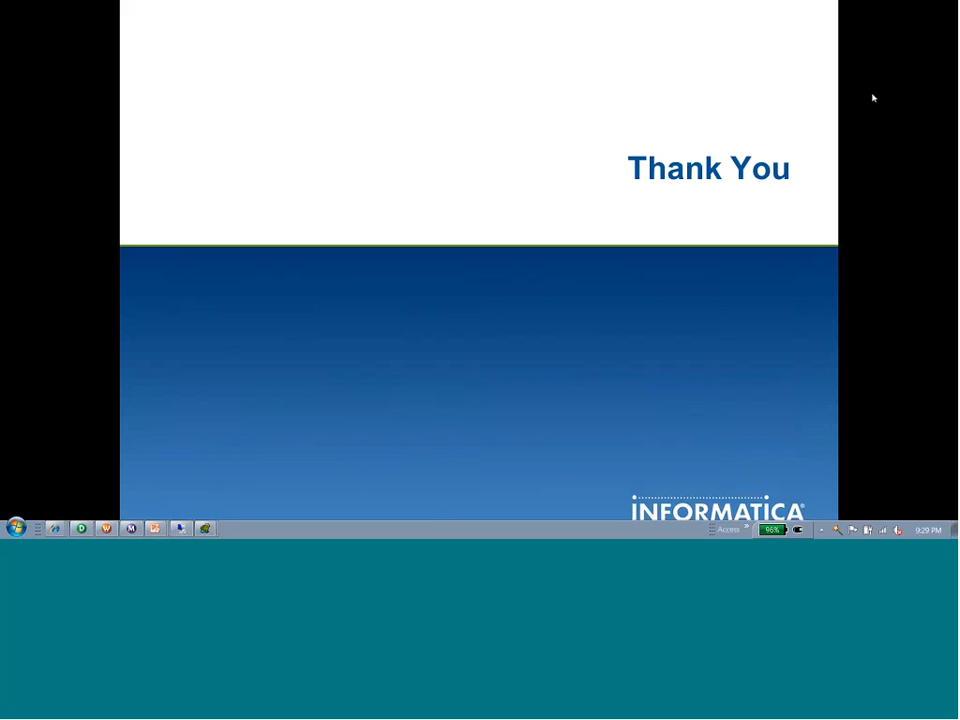 Thank You
INFORMATICA®
D
W
M
Access
»
96%
9:29 PM